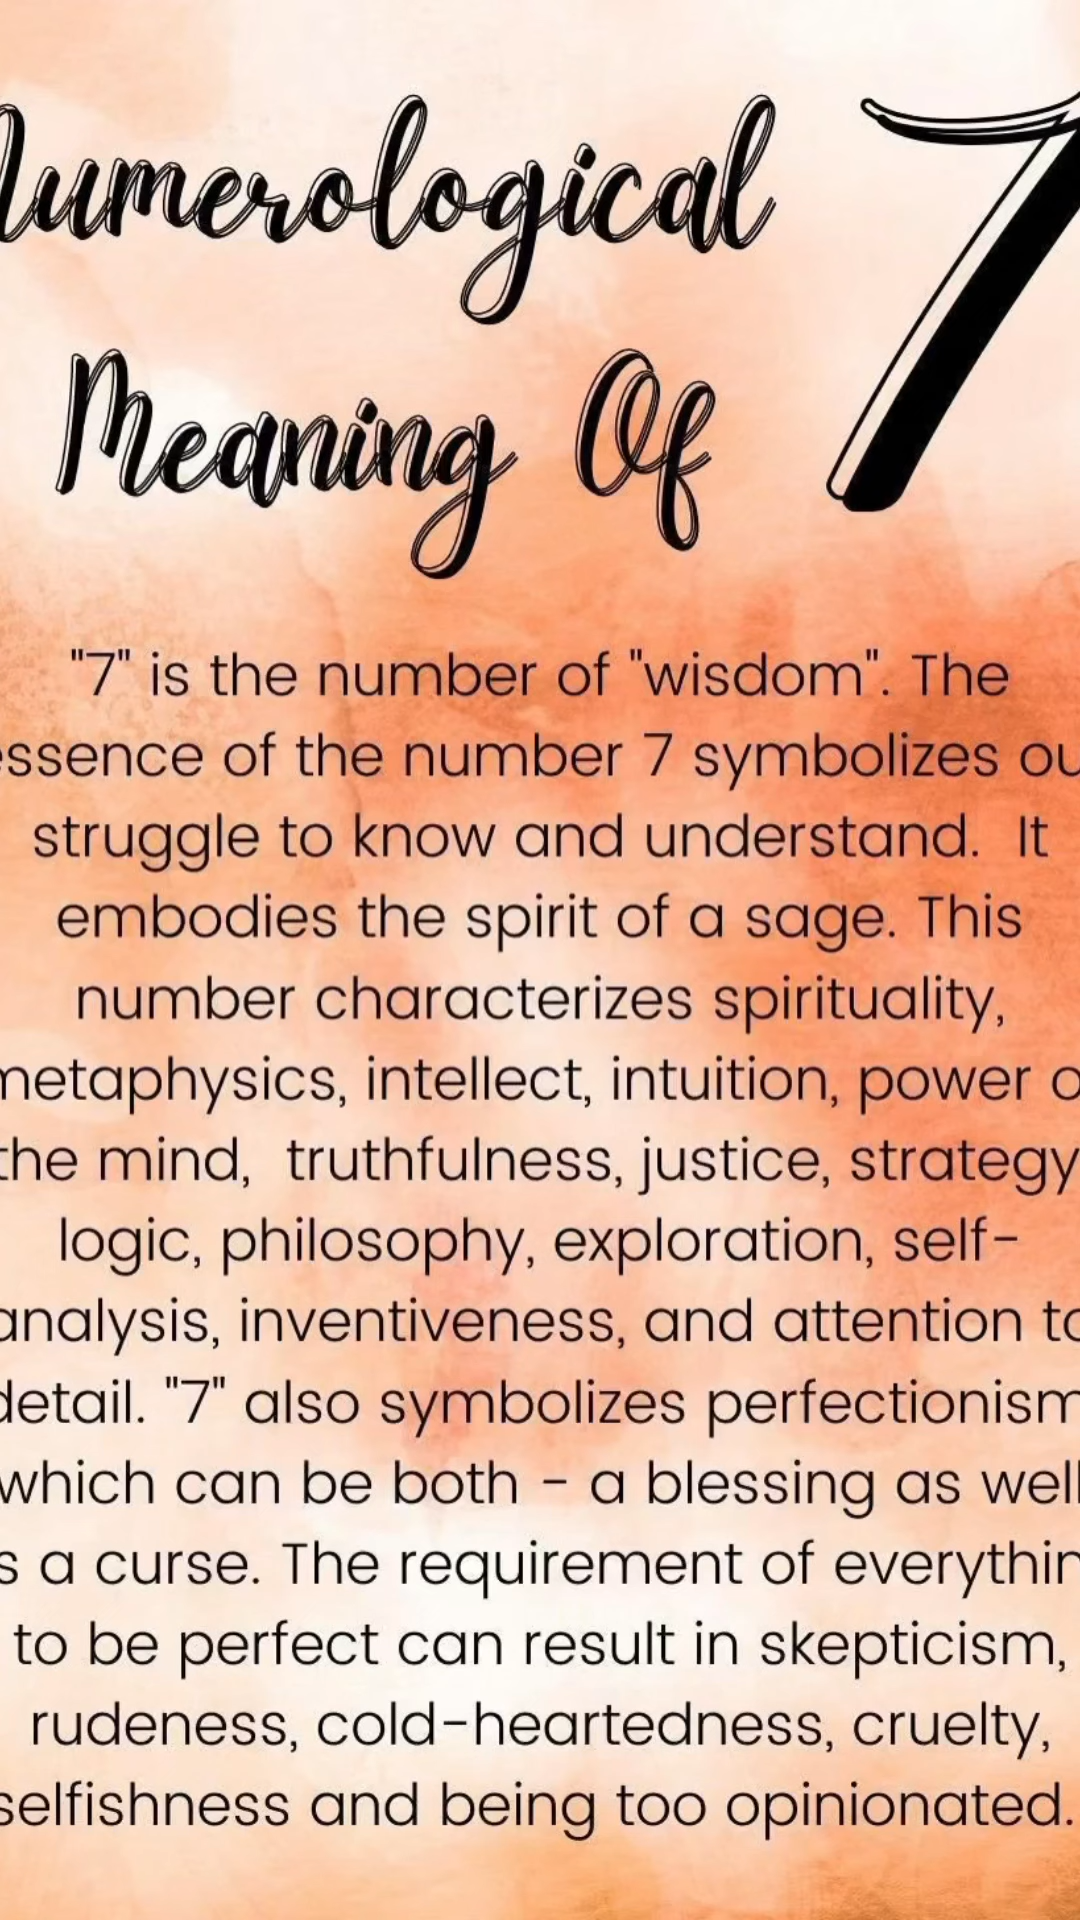 Numerological 7
Meaning Of
"7" is the number of "wisdom". The
essence of the number 7 symbolizes ou
struggle to know and understand. It
embodies the spirit of a sage. This
number characterizes spirituality,
metaphysics, intellect, intuition, power o
the mind, truthfulness, justice, strategy
logic, philosophy, exploration, self-
analysis, inventiveness, and attention to
detail. "7" also symbolizes perfectionism
which can be both - a blessing as well
s a curse. The requirement of everythin
to be perfect can result in skepticism,
rudeness, cold-heartedness, cruelty,
selfishness and being too opinionated.